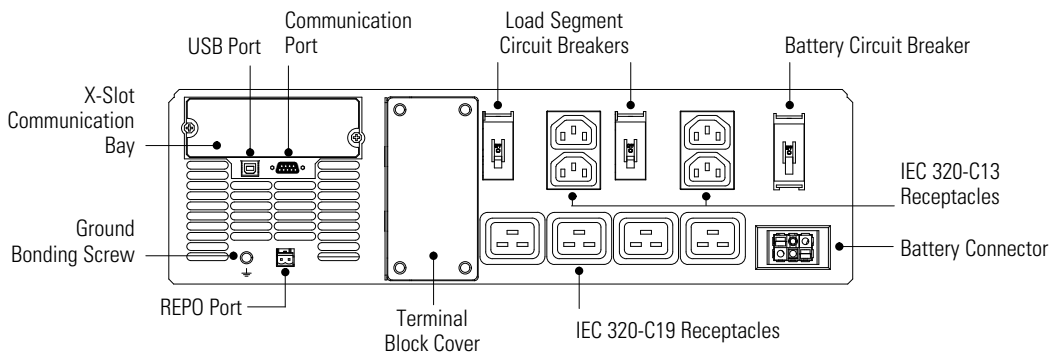 Communication
Port
USB Port
X-Slot
Communication
Bay
Load Segment
Circuit Breakers
Battery Circuit Breaker
IEC 320-C13
Receptacles
Ground
Bonding Screw
Battery Connector
REPO Port
Terminal
Block Cover
IEC 320-C19 Receptacles